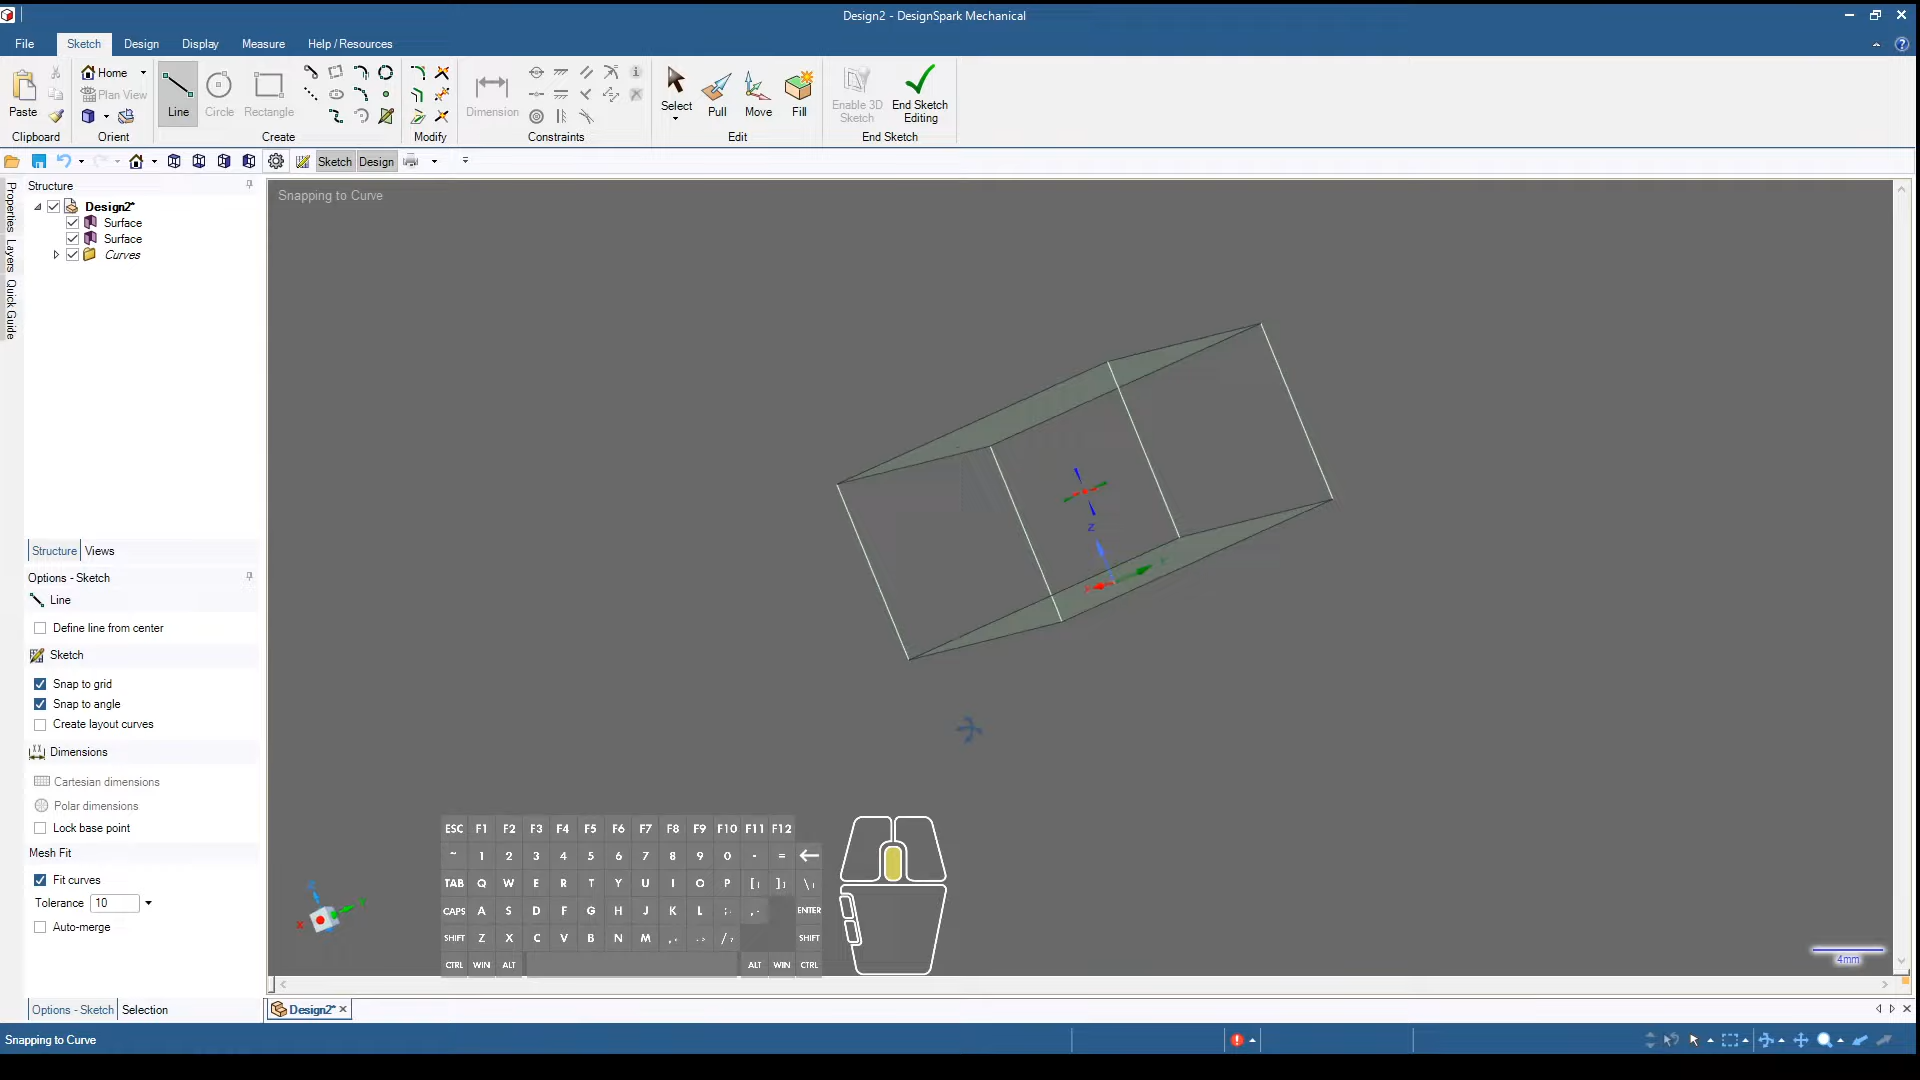 Design2 - DesignSpark Mechanical
File Sketch Design Display Measure Help / Resources
Paste
Clipboard
Home
Plan View
Orient
Line
Circle
Rectangle
Create
Modify
Dimension
Constraints
Select
Pull
Move
Fill
Edit
Enable 3D Sketch
End Sketch Editing
End Sketch
Sketch Design
Properties
Layers
Quick Guide
Structure
Design2*
Surface
Surface
Curves
Structure Views
Options - Sketch
Line
Define line from center
Sketch
Snap to grid
Snap to angle
Create layout curves
Dimensions
Cartesian dimensions
Polar dimensions
Lock base point
Mesh Fit
Fit curves
Tolerance 10
Auto-merge
Options - Sketch Selection
Snapping to Curve
Z
X
Z
Y
X
ESC F1 F2 F3 F4 F5 F6 F7 F8 F9 F10 F11 F12
~ 1 2 3 4 5 6 7 8 9 0 - =
TAB Q W E R T Y U I O P [ ] \
CAPS A S D F G H J K L ; ENTER
SHIFT Z X C V B N M SHIFT
CTRL WIN ALT ALT WIN CTRL
4mm
Design2*
Snapping to Curve